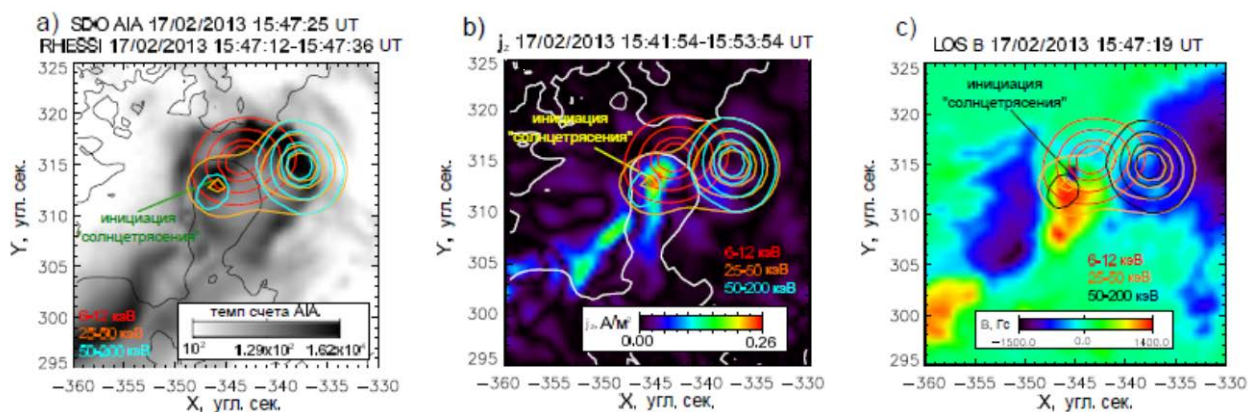 a) SDO AIA 17/02/2013 15:47:25 UT
RHESSI 17/02/2013 15:47:12-15:47:36 UT
325
320
315
310
305
300
295
Y, угл. сек.
инициация
"солнцетрясения"
6-12 кэВ
25-50 кэВ
50-200 кэВ
темп счета AIA
10² 1.29x10² 1.62x10⁴
-360 -355 -350 -345 -340 -335 -330
X, угл. сек.
b) jz 17/02/2013 15:41:54-15:53:54 UT
325
320
315
310
305
300
295
Y, угл. сек.
инициация
"солнцетрясения"
6-12 кэВ
25-50 кэВ
50-200 кэВ
jz, А/м²
0.00 0.26
-360 -355 -350 -345 -340 -335 -330
X, угл. сек.
c) LOS B 17/02/2013 15:47:19 UT
325
320
315
310
305
300
295
Y, угл. сек.
инициация
"солнцетрясения"
6-12 кэВ
25-50 кэВ
50-200 кэВ
B, Гс
-1500.0 0.0 1400.0
-360 -355 -350 -345 -340 -335 -330
X, угл. сек.